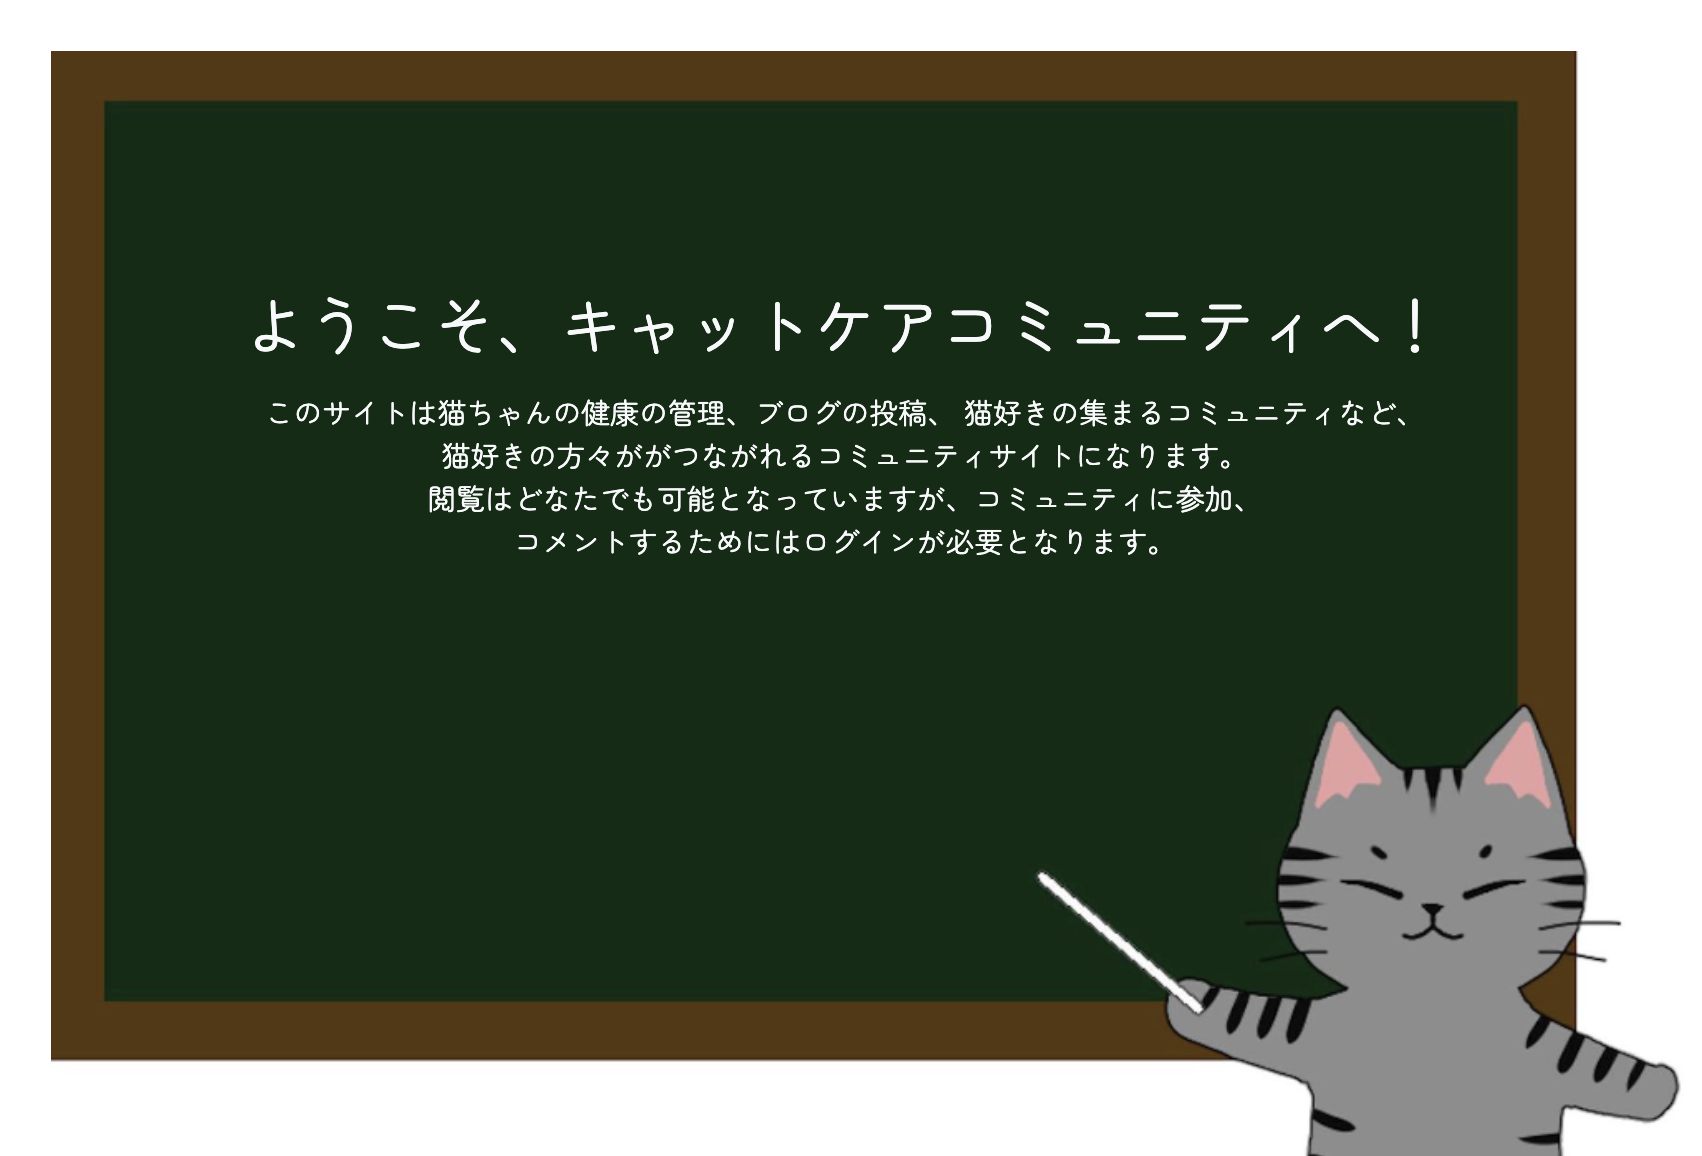 ようこそ、キャットケアコミュニティへ！
このサイトは猫ちゃんの健康の管理、ブログの投稿、 猫好きの集まるコミュニティなど、
猫好きの方々ががつながれるコミュニティサイトになります。
閲覧はどなたでも可能となっていますが、コミュニティに参加、
コメントするためにはログインが必要となります。